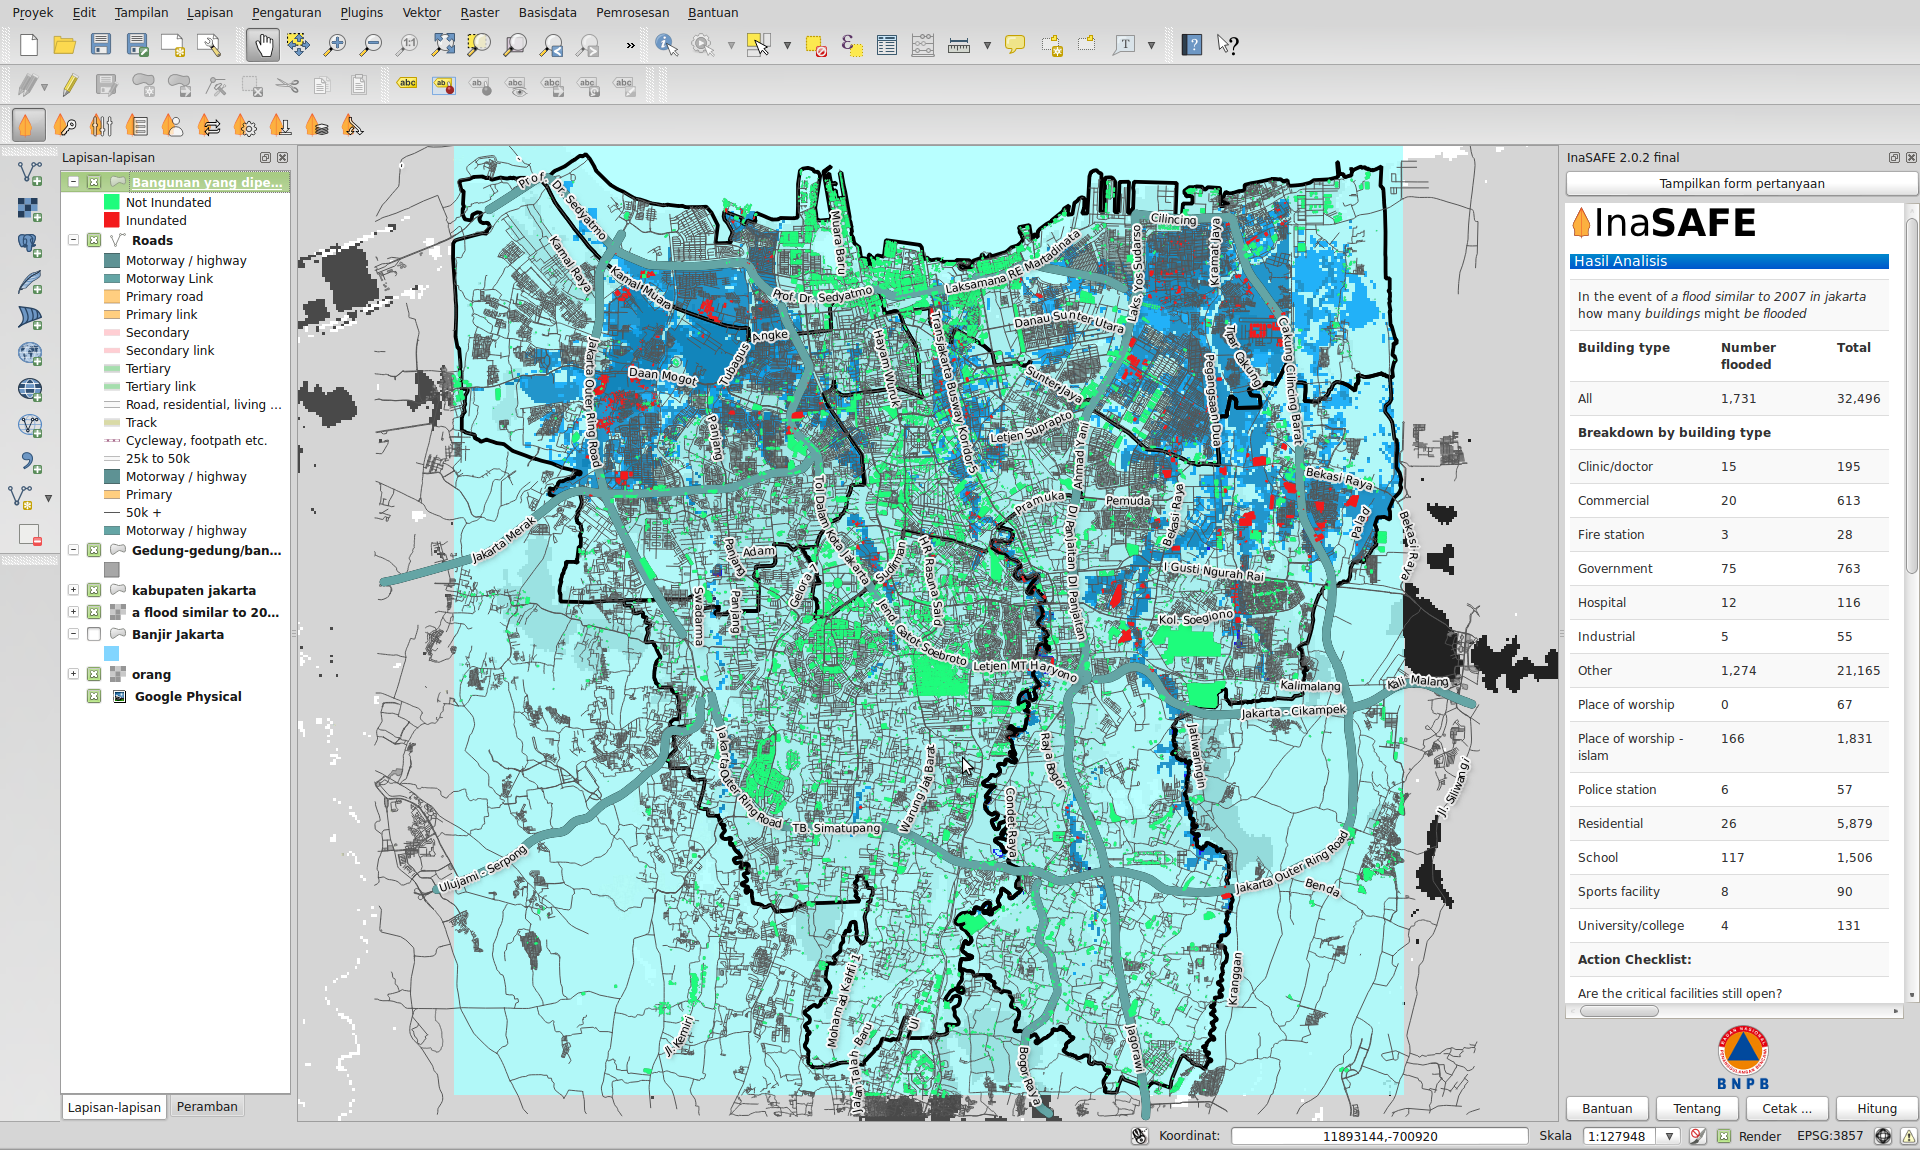 Proyek Edit Tampilan Lapisan Pengaturan Plugins Vektor Raster Basisdata Pemrosesan Bantuan
Lapisan-lapisan
Bangunan yang dipe...
Not Inundated
Inundated
Roads
Motorway / highway
Motorway Link
Primary road
Primary link
Secondary
Secondary link
Tertiary
Tertiary link
Road, residential, living ...
Track
Cycleway, footpath etc.
25k to 50k
Motorway / highway
Primary
50k +
Motorway / highway
Gedung-gedung/ban...
kabupaten jakarta
a flood similar to 20...
Banjir Jakarta
orang
Google Physical
Lapisan-lapisan
Peramban
Prof. Dr. Sedyatmo
Kamal Raya
Kamal Muara
Muara Baru
Prof. Dr. Sedyatmo
Laksamana RE Martadinata
Cilincing
Kramat Jaya
Laks. Yos Sudarso
Danau Sunter Utara
Angke
Tubagus
Daan Mogot
Jakarta Outer Ring Road
Hayam Wuruk
Transjakarta Busway Koridor 5
Sunter Jaya
Letjen Suprapto
Tipar Cakung
Cakung Cilincing Barat
Pegangsaan Dua
Ahmad Yani
Panjang
Bekasi Raya
Pemuda
Pramuka
Bekasi Raya
Bekasi Raya
Jakarta Merak
Tol Dalam Kota Jakarta
Panjang
Adam
Panjang
Gelora
Sudirman
HR Rasuna Said
DI Panjaitan DI Panjaitan
I Gusti Ngurah Rai
Kol. Soegiono
Jend. Gatot Soebroto
Letjen MT Haryono
Kalimalang
Kali Malang
Jakarta - Cikampek
Jatiwaringin
Raya Bogor
Jakarta Outer Ring Road
TB. Simatupang
Warung Jati Barat
Condet Raya
Jl. Siliwangi
Ulujami - Serpong
Jakarta Outer Ring Road
Benda
Kranggan
Mohamad Kahfi 1
UI
Jl. Kemiri
Bogor Raya
Jagorawi
InaSAFE 2.0.2 final
Tampilkan form pertanyaan
InaSAFE
Hasil Analisis
In the event of a flood similar to 2007 in jakarta
how many buildings might be flooded
Building type Number flooded Total
All 1,731 32,496
Breakdown by building type
Clinic/doctor 15 195
Commercial 20 613
Fire station 3 28
Government 75 763
Hospital 12 116
Industrial 5 55
Other 1,274 21,165
Place of worship 0 67
Place of worship - islam 166 1,831
Police station 6 57
Residential 26 5,879
School 117 1,506
Sports facility 8 90
University/college 4 131
Action Checklist:
Are the critical facilities still open?
BNPB
Bantuan Tentang Cetak ... Hitung
Koordinat: 11893144,-700920 Skala 1:127948 Render EPSG:3857